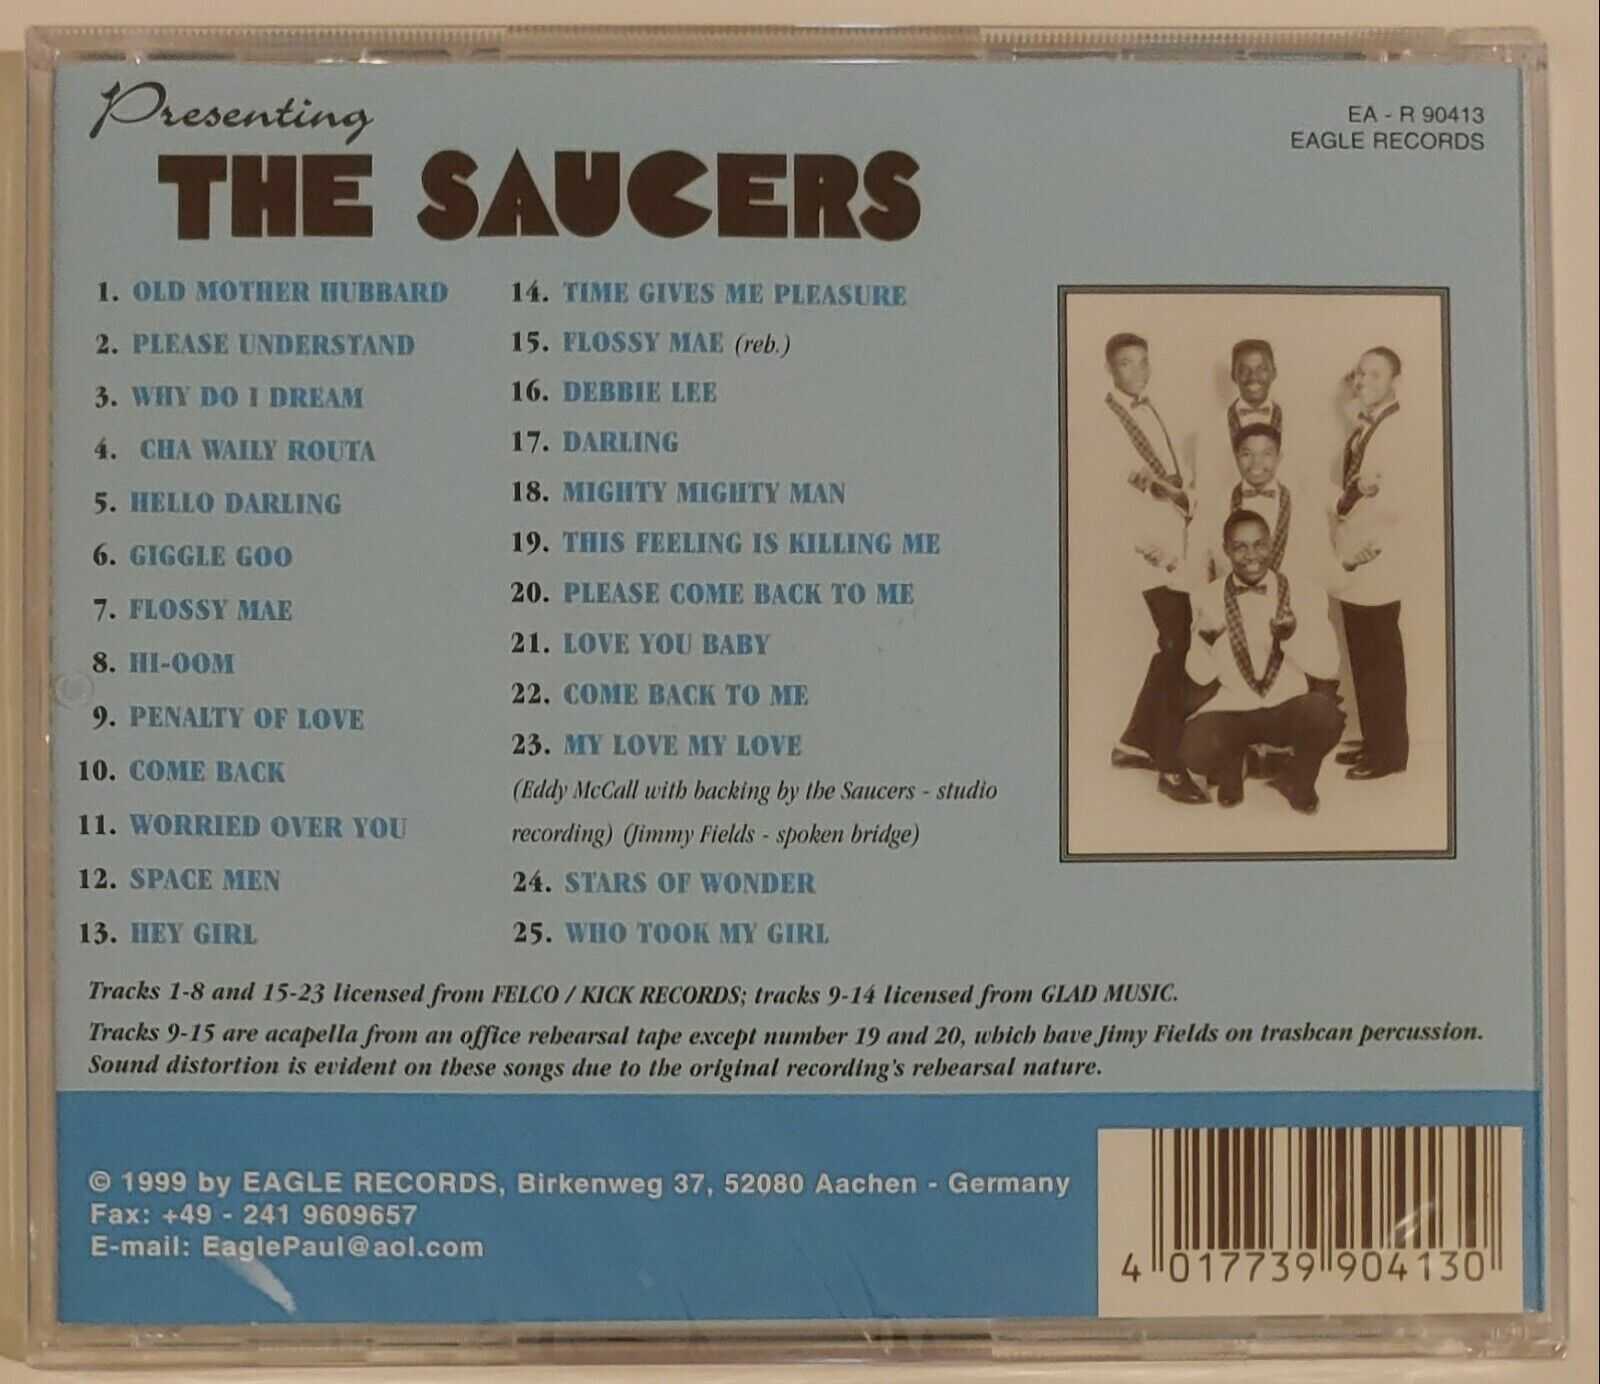 Presenting
THE SAUCERS
EA - R 90413
EAGLE RECORDS
1. OLD MOTHER HUBBARD
2. PLEASE UNDERSTAND
3. WHY DO I DREAM
4. CHA WAILY ROUTA
5. HELLO DARLING
6. GIGGLE GOO
7. FLOSSY MAE
8. HI-OOM
9. PENALTY OF LOVE
10. COME BACK
11. WORRIED OVER YOU
12. SPACE MEN
13. HEY GIRL
14. TIME GIVES ME PLEASURE
15. FLOSSY MAE (reb.)
16. DEBBIE LEE
17. DARLING
18. MIGHTY MIGHTY MAN
19. THIS FEELING IS KILLING ME
20. PLEASE COME BACK TO ME
21. LOVE YOU BABY
22. COME BACK TO ME
23. MY LOVE MY LOVE
(Eddy McCall with backing by the Saucers - studio
recording) (Jimmy Fields - spoken bridge)
24. STARS OF WONDER
25. WHO TOOK MY GIRL
Tracks 1-8 and 15-23 licensed from FELCO / KICK RECORDS; tracks 9-14 licensed from GLAD MUSIC.
Tracks 9-15 are acapella from an office rehearsal tape except number 19 and 20, which have Jimy Fields on trashcan percussion.
Sound distortion is evident on these songs due to the original recording's rehearsal nature.
© 1999 by EAGLE RECORDS, Birkenweg 37, 52080 Aachen - Germany
Fax: +49 - 241 9609657
E-mail: EaglePaul@aol.com
4 017739 904130